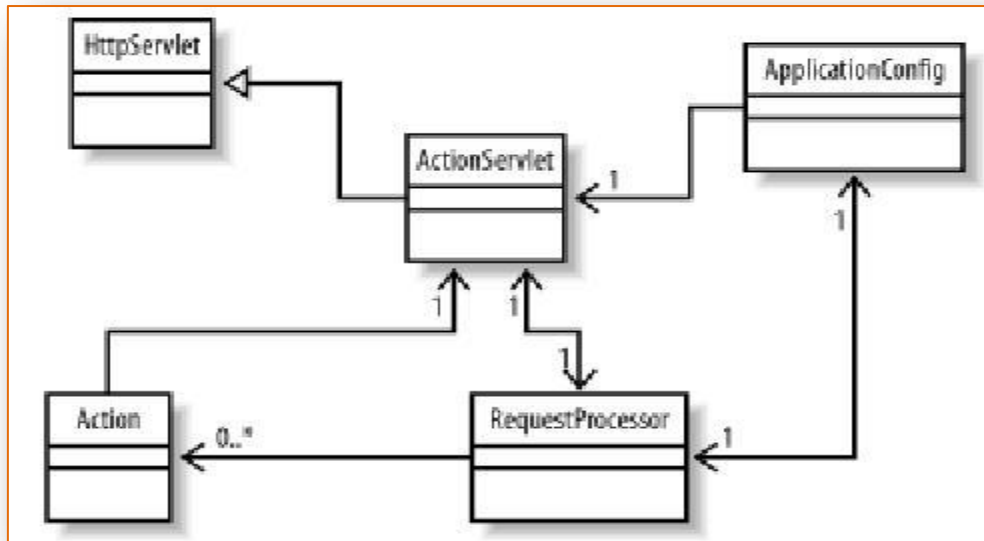 HttpServlet
ApplicationConfig
ActionServlet
1
1
1
1
1
Action
0..*
RequestProcessor
1